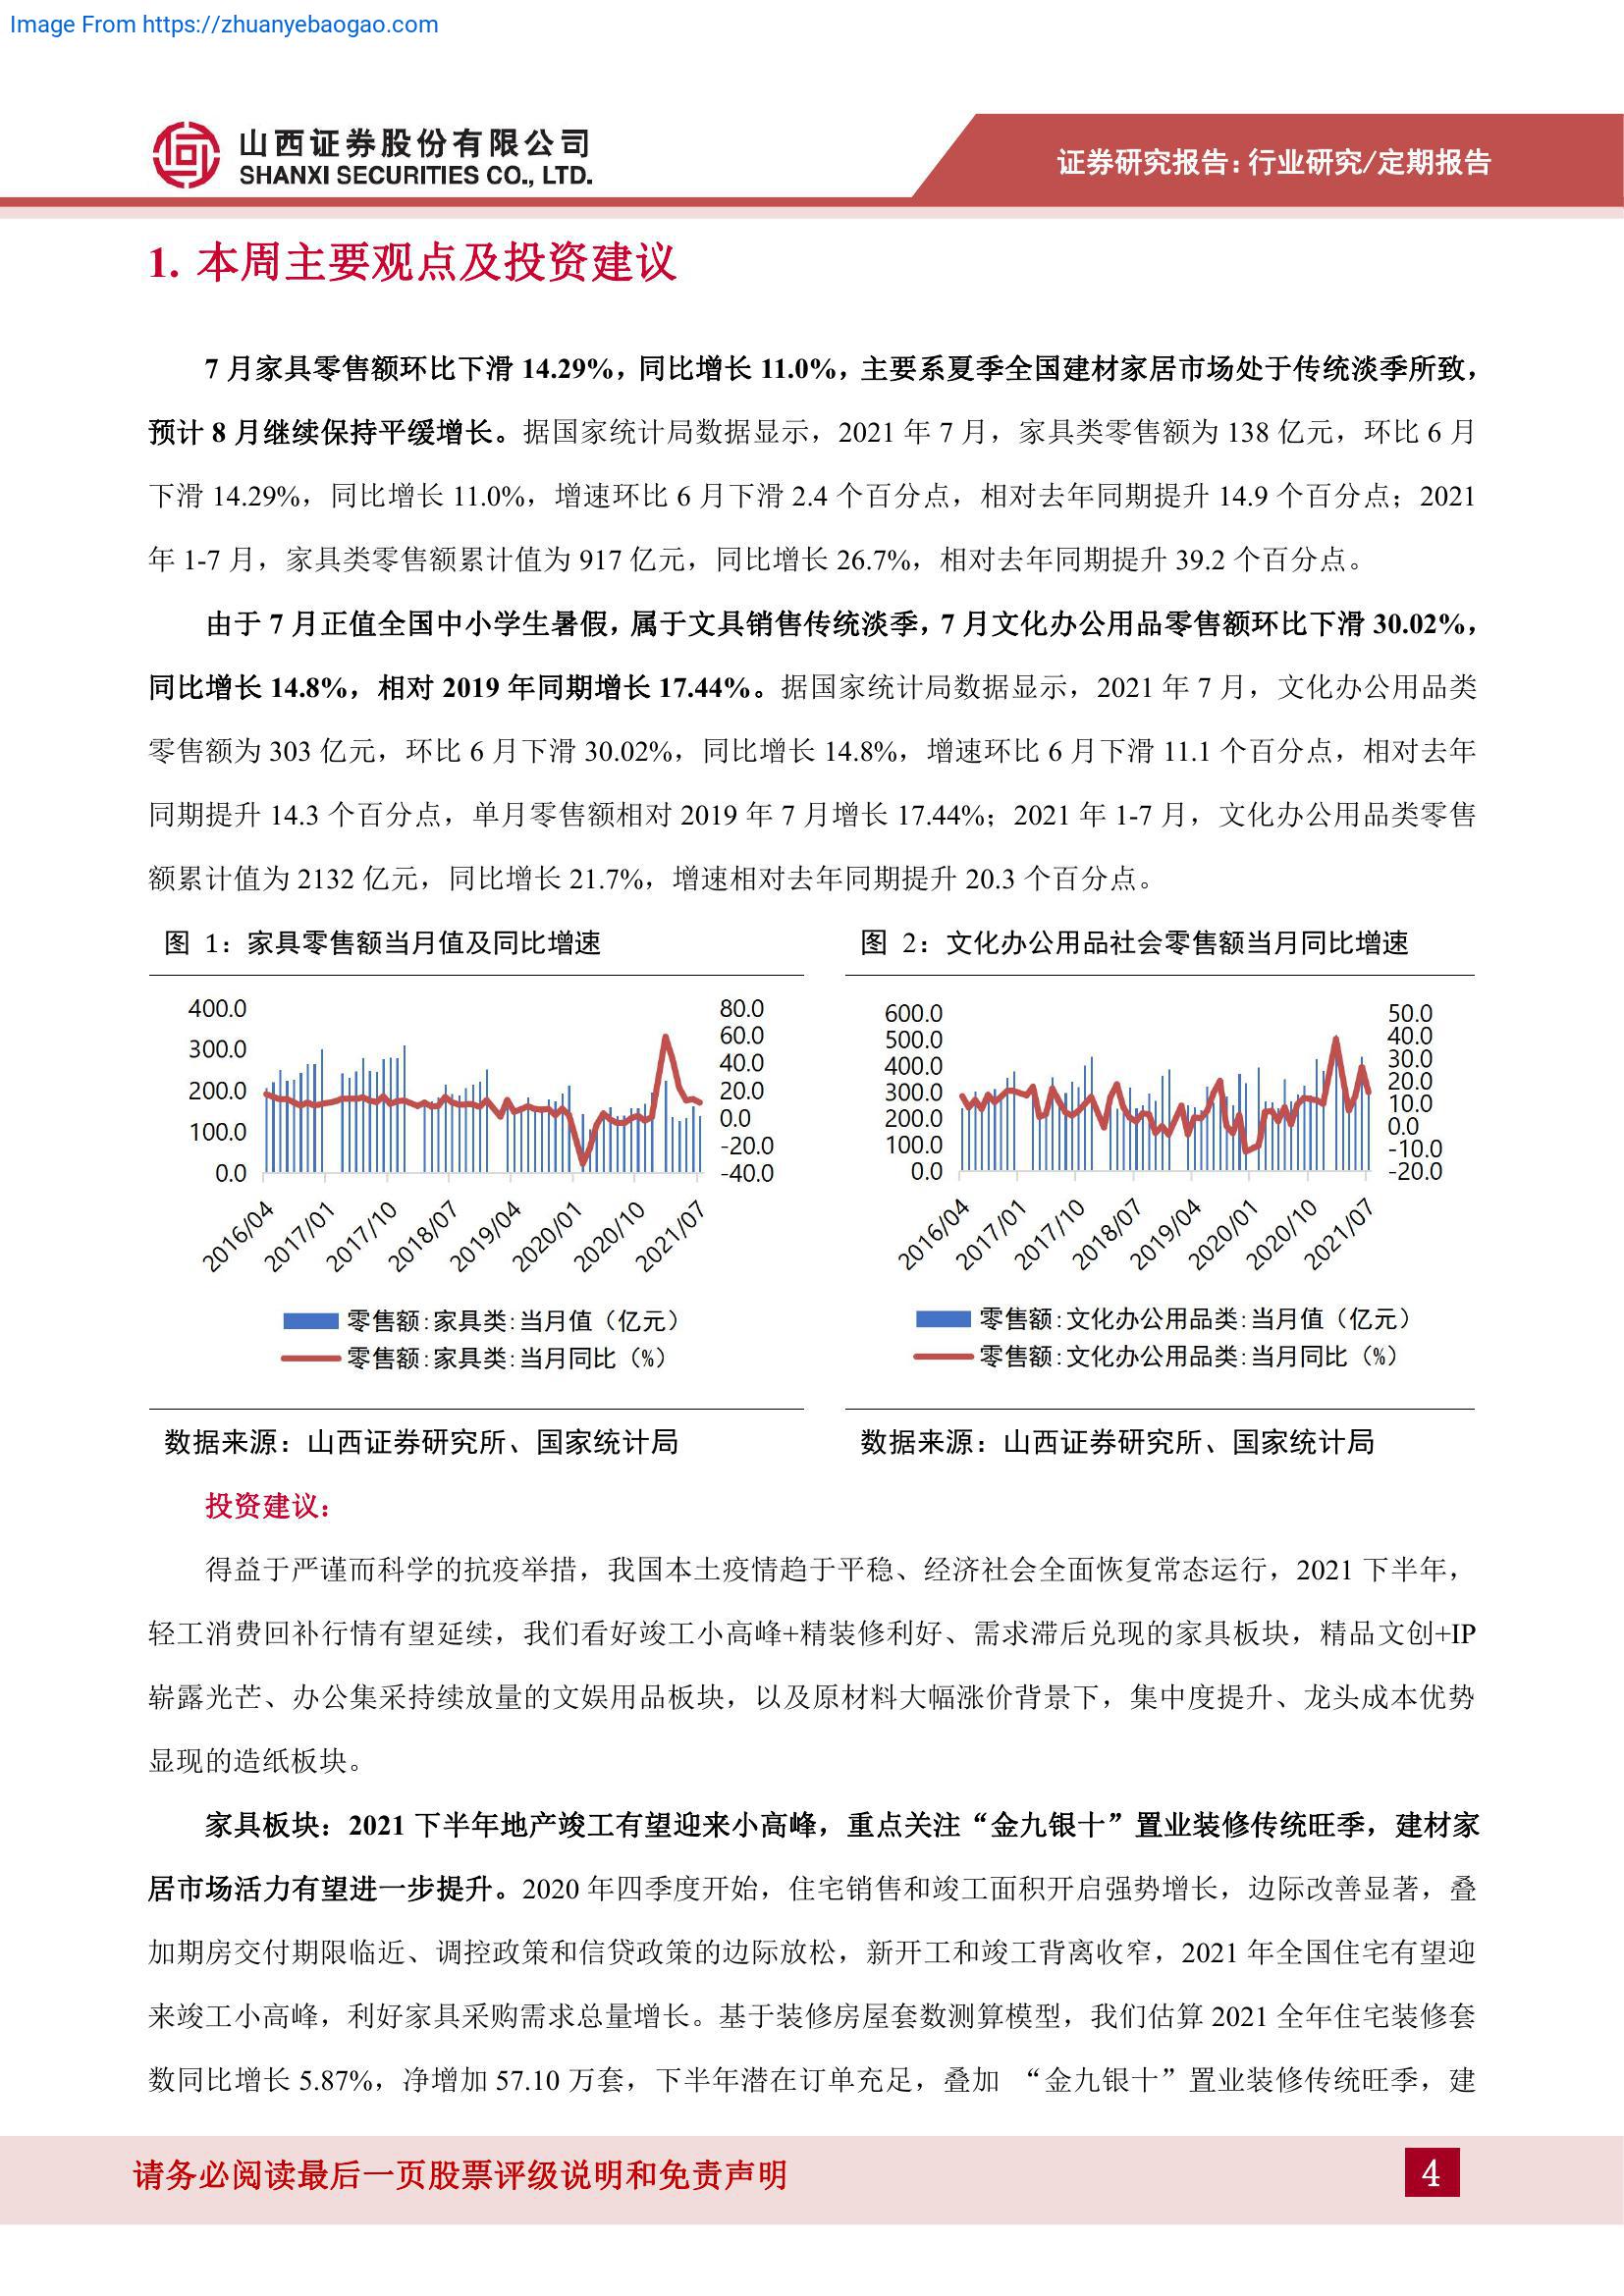 Image From https://zhuanyebaogao.com
山西证券股份有限公司
SHANXI SECURITIES CO., LTD.
证券研究报告：行业研究/定期报告
1. 本周主要观点及投资建议
7 月家具零售额环比下滑 14.29%，同比增长 11.0%，主要系夏季全国建材家居市场处于传统淡季所致，
预计 8 月继续保持平缓增长。据国家统计局数据显示，2021 年 7 月，家具类零售额为 138 亿元，环比 6 月
下滑 14.29%，同比增长 11.0%，增速环比 6 月下滑 2.4 个百分点，相对去年同期提升 14.9 个百分点；2021
年 1-7 月，家具类零售额累计值为 917 亿元，同比增长 26.7%，相对去年同期提升 39.2 个百分点。
由于 7 月正值全国中小学生暑假，属于文具销售传统淡季，7 月文化办公用品零售额环比下滑 30.02%，
同比增长 14.8%，相对 2019 年同期增长 17.44%。据国家统计局数据显示，2021 年 7 月，文化办公用品类
零售额为 303 亿元，环比 6 月下滑 30.02%，同比增长 14.8%，增速环比 6 月下滑 11.1 个百分点，相对去年
同期提升 14.3 个百分点，单月零售额相对 2019 年 7 月增长 17.44%；2021 年 1-7 月，文化办公用品类零售
额累计值为 2132 亿元，同比增长 21.7%，增速相对去年同期提升 20.3 个百分点。
图 1：家具零售额当月值及同比增速
400.0
300.0
200.0
100.0
0.0
80.0
60.0
40.0
20.0
0.0
-20.0
-40.0
2016/04
2017/01
2017/10
2018/07
2019/04
2020/01
2020/10
2021/07
零售额:家具类:当月值（亿元）
零售额:家具类:当月同比（%）
数据来源：山西证券研究所、国家统计局
图 2：文化办公用品社会零售额当月同比增速
600.0
500.0
400.0
300.0
200.0
100.0
0.0
50.0
40.0
30.0
20.0
10.0
0.0
-10.0
-20.0
2016/04
2017/01
2017/10
2018/07
2019/04
2020/01
2020/10
2021/07
零售额:文化办公用品类:当月值（亿元）
零售额:文化办公用品类:当月同比（%）
数据来源：山西证券研究所、国家统计局
投资建议：
得益于严谨而科学的抗疫举措，我国本土疫情趋于平稳、经济社会全面恢复常态运行，2021 下半年，
轻工消费回补行情有望延续，我们看好竣工小高峰+精装修利好、需求滞后兑现的家具板块，精品文创+IP
崭露光芒、办公集采持续放量的文娱用品板块，以及原材料大幅涨价背景下，集中度提升、龙头成本优势
显现的造纸板块。
家具板块：2021 下半年地产竣工有望迎来小高峰，重点关注“金九银十”置业装修传统旺季，建材家
居市场活力有望进一步提升。2020 年四季度开始，住宅销售和竣工面积开启强势增长，边际改善显著，叠
加期房交付期限临近、调控政策和信贷政策的边际放松，新开工和竣工背离收窄，2021 年全国住宅有望迎
来竣工小高峰，利好家具采购需求总量增长。基于装修房屋套数测算模型，我们估算 2021 全年住宅装修套
数同比增长 5.87%，净增加 57.10 万套，下半年潜在订单充足，叠加 “金九银十”置业装修传统旺季，建
请务必阅读最后一页股票评级说明和免责声明
4